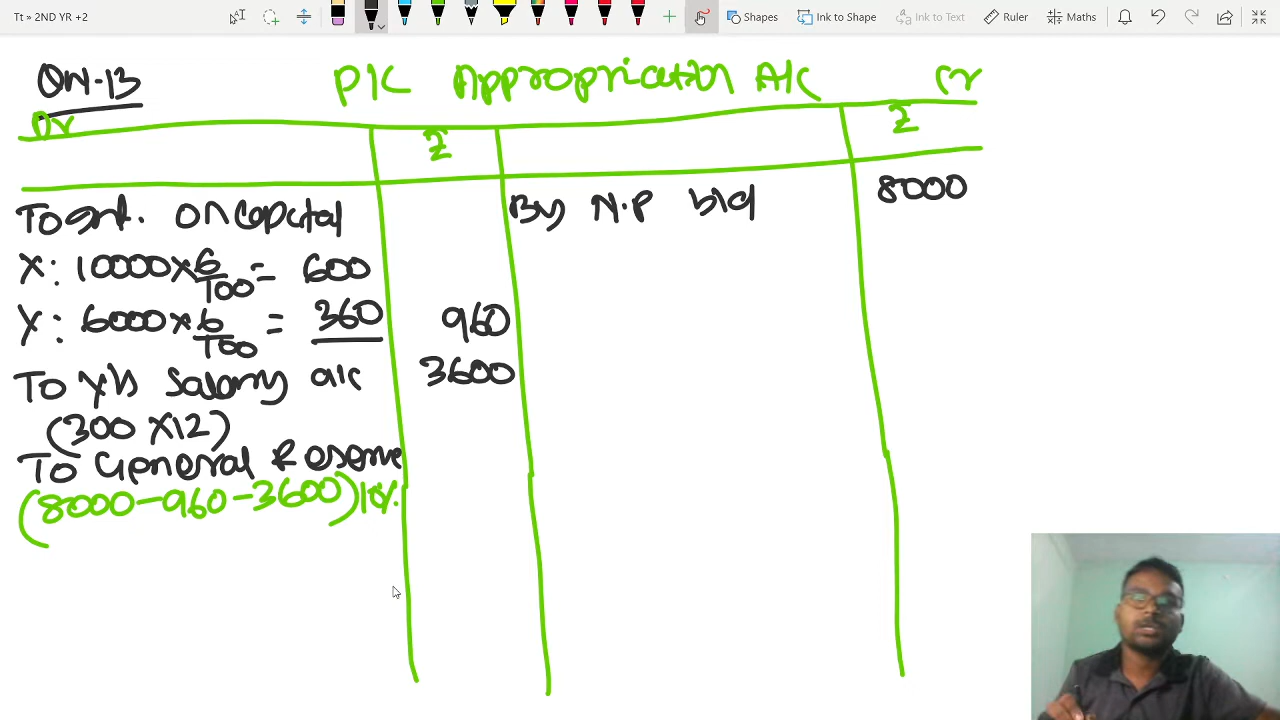 Tt » 2ND YR +2
Shapes
Ink to Shape
Ink to Text
Ruler
Maths
QN-13
P/L Appropriation A/C
Cr
Dr
₹
₹
To Int. on capital
By N.P b/d
8000
X: 10000 x 6/100 = 600
Y: 6000 x 6/100 = 360
960
To Y's Salary a/c
3600
(300 x 12)
To General Reserve
(8000-960-3600)10%